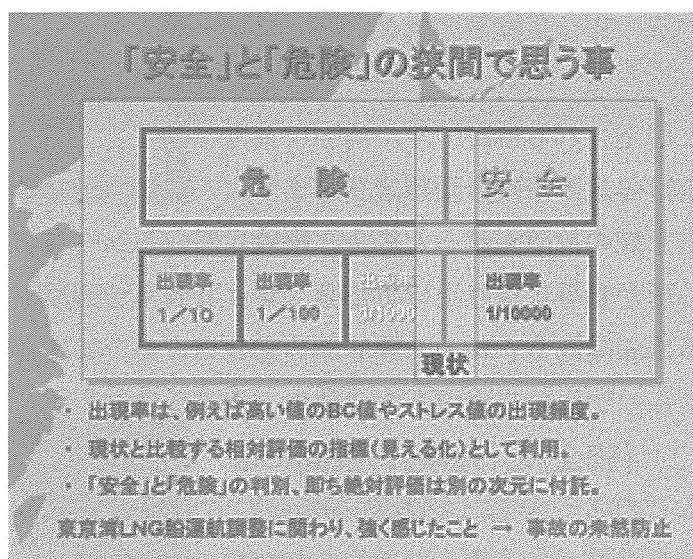 「安全」と「危険」の狭間で思う事
危 険 安 全
出現率 出現率 出現率 出現率
1/10 1/100 1/1000 1/10000
現状
・ 出現率は、例えば高い値のBC値やストレス値の出現頻度。
・ 現状と比較する相対評価の指標(見える化)として利用。
・ 「安全」と「危険」の判別、即ち絶対評価は別の次元に付託。
東京湾LNG船運航調整に関わり、強く感じたこと → 事故の未然防止